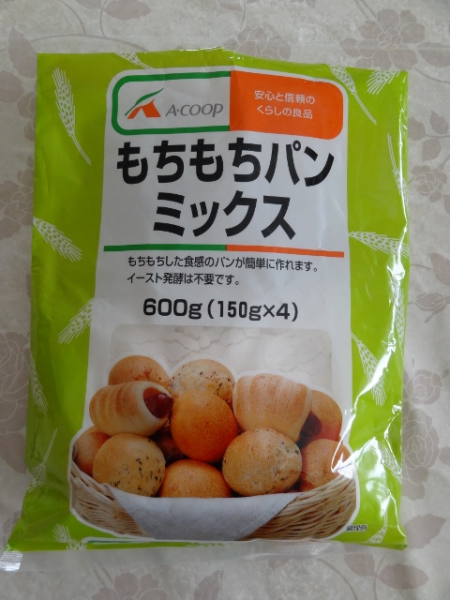 A·COOP
安心と信頼の
くらしの良品
もちもちパン
ミックス
もちもちした食感のパンが簡単に作れます。
イースト発酵は不要です。
600g(150g×4)